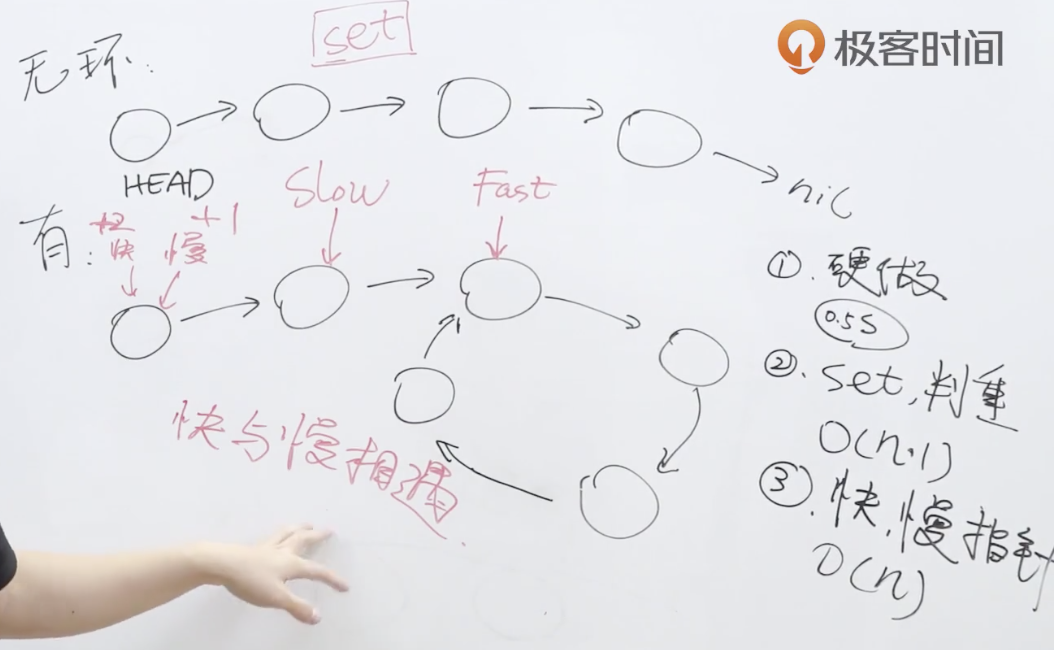 极客时间
set
无环:
HEAD
nil
Slow
Fast
有:
+2 +1
快 慢
① . 硬做
0.5S
② . set,判重
O(n·1)
③ . 快,慢指针
O(n)
快与慢相遇